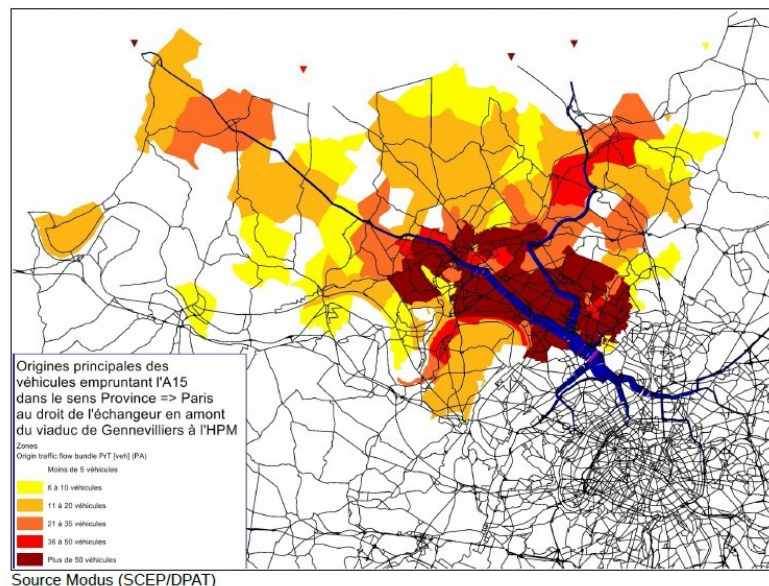 Origines principales des
véhicules empruntant l'A15
dans le sens Province => Paris
au droit de l'échangeur en amont
du viaduc de Gennevilliers à l'HPM
Zones
Origin traffic flow bundle PrT [veh] (PA)
Moins de 5 véhicules
6 à 10 véhicules
11 à 20 véhicules
21 à 35 véhicules
36 à 50 véhicules
Plus de 50 véhicules
Source Modus (SCEP/DPAT)